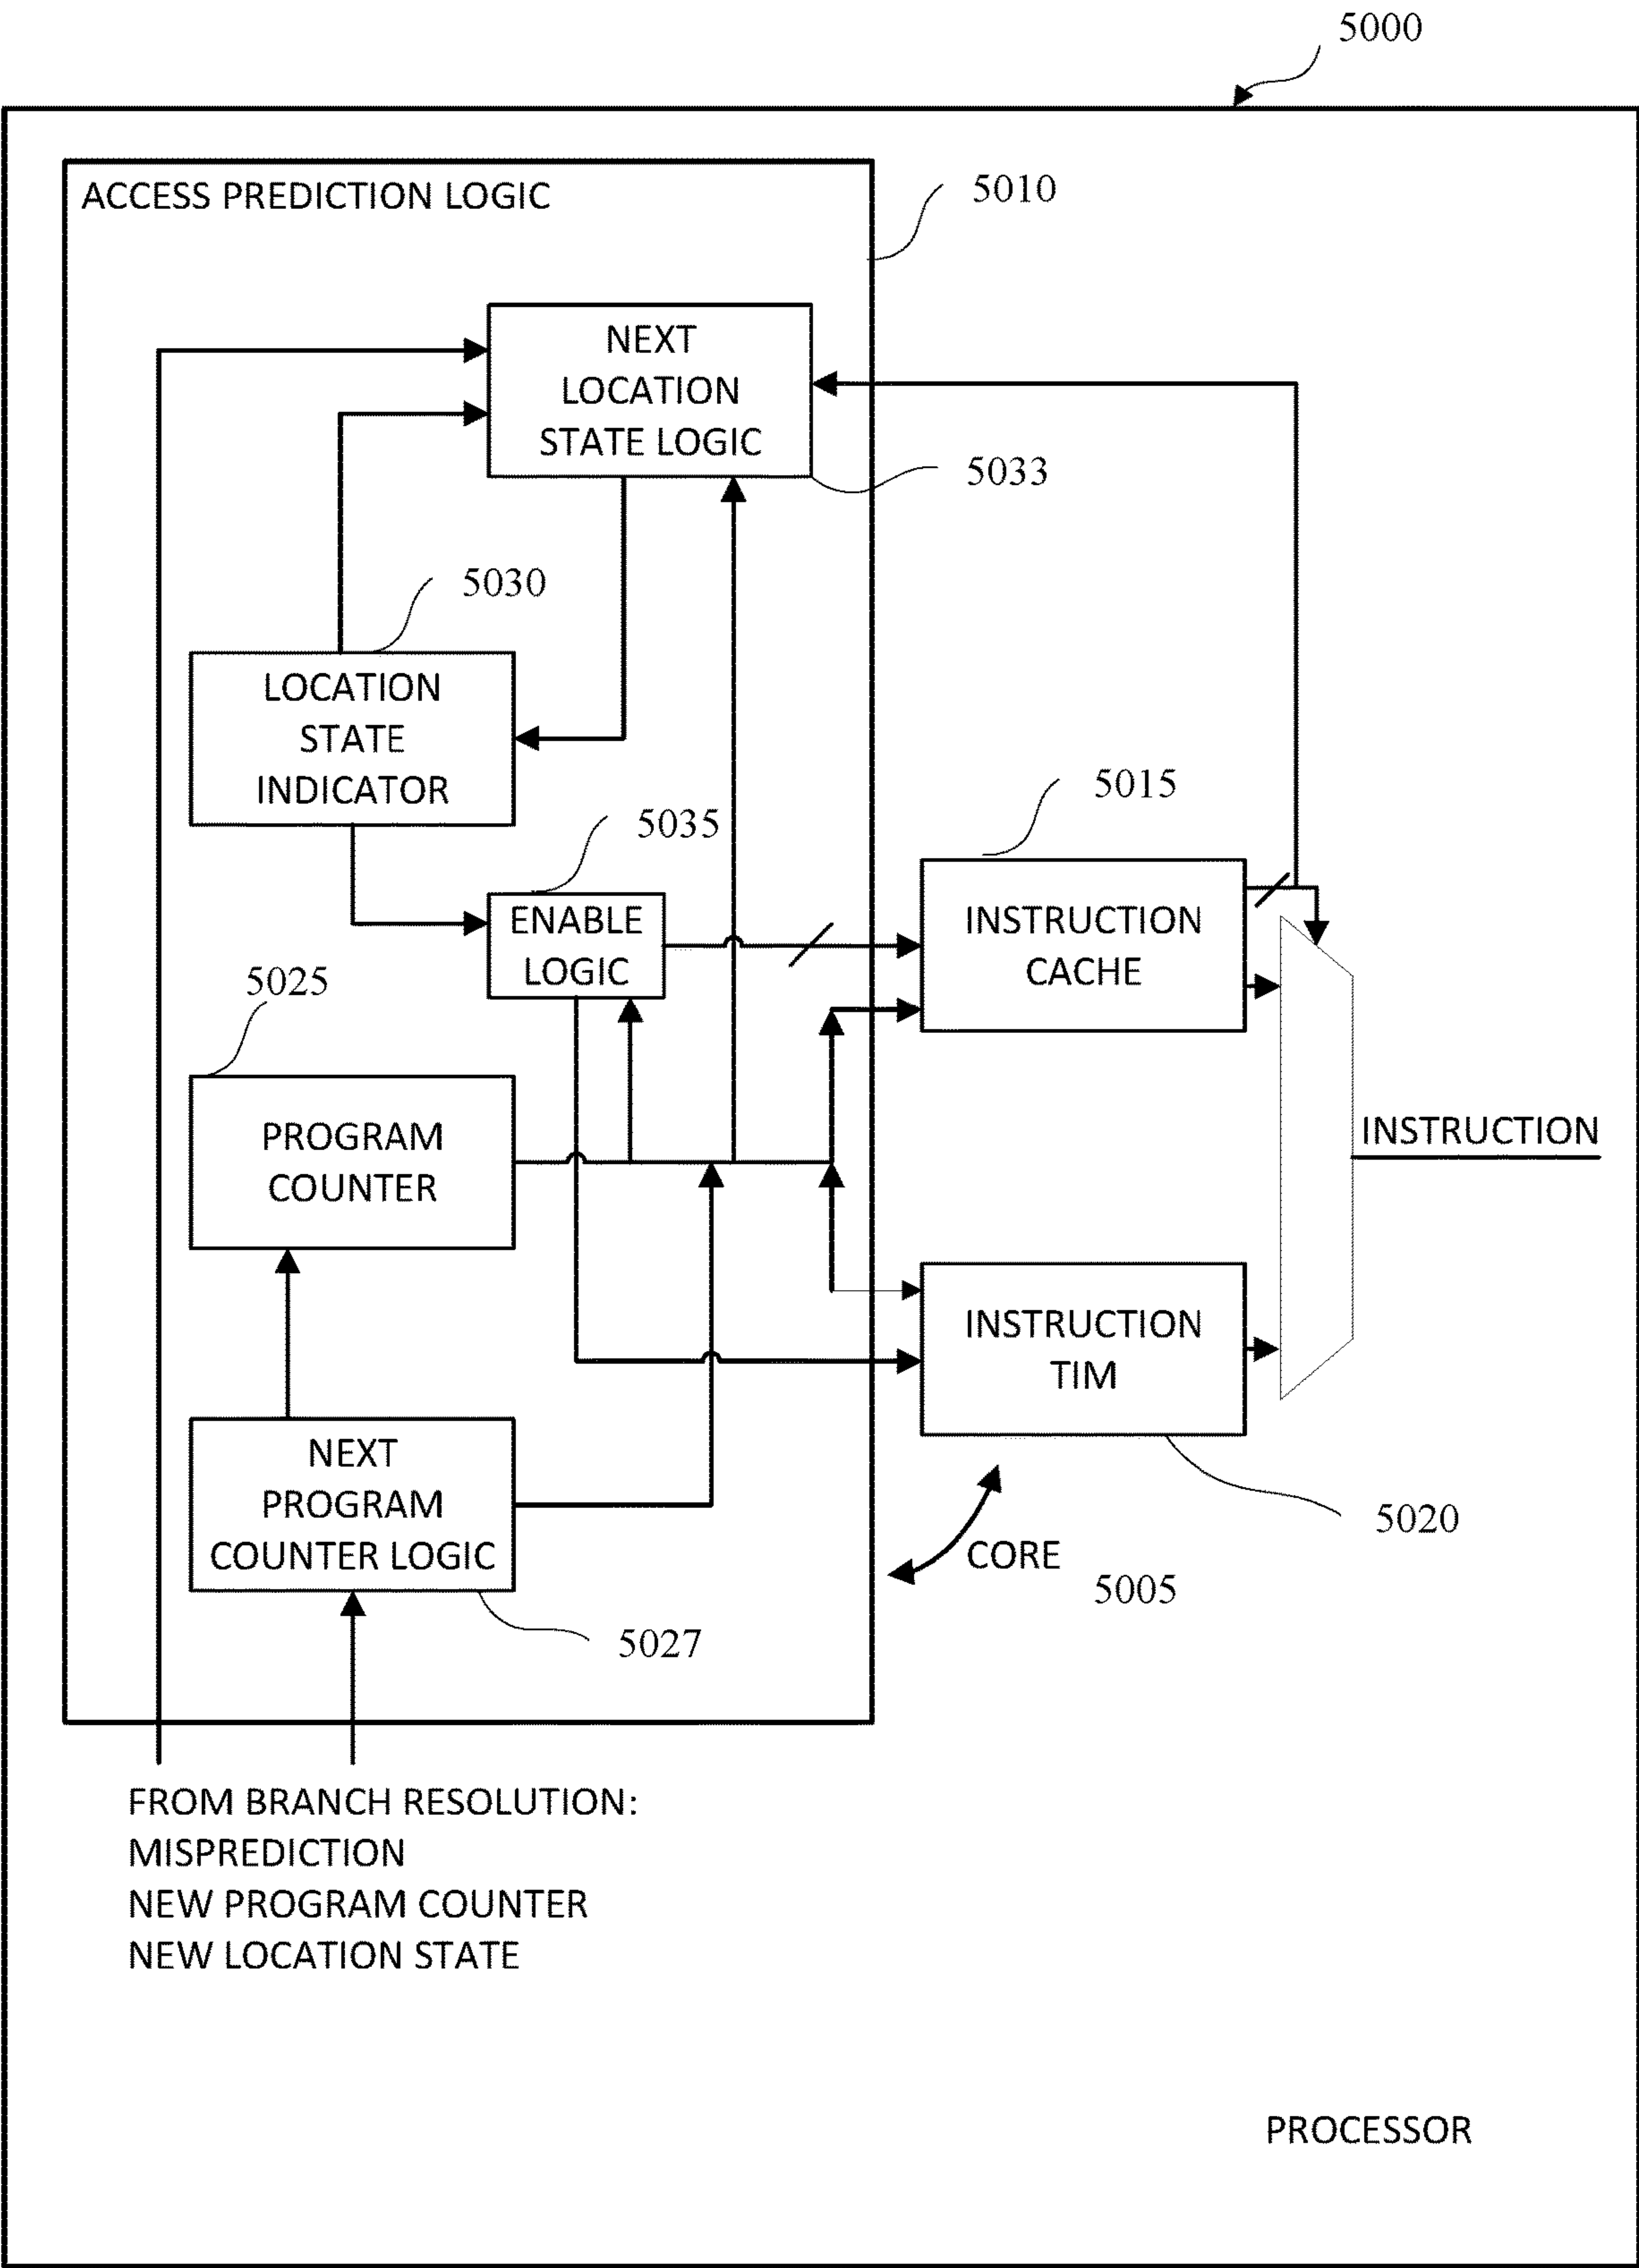 5000
ACCESS PREDICTION LOGIC
5010
NEXT
LOCATION
STATE LOGIC
5033
5030
LOCATION
STATE
INDICATOR
5015
5035
ENABLE
LOGIC
INSTRUCTION
CACHE
5025
PROGRAM
COUNTER
INSTRUCTION
INSTRUCTION
TIM
5020
NEXT
PROGRAM
COUNTER LOGIC
CORE
5005
5027
FROM BRANCH RESOLUTION:
MISPREDICTION
NEW PROGRAM COUNTER
NEW LOCATION STATE
PROCESSOR